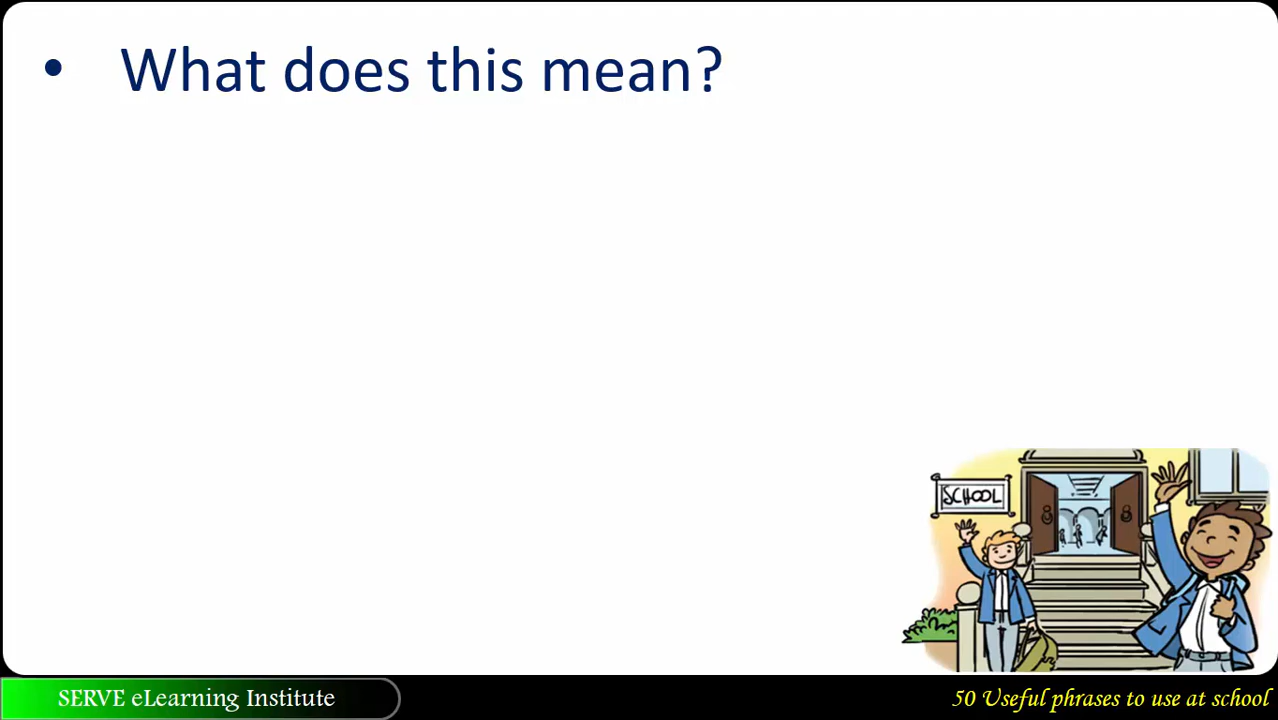 • What does this mean?
SCHOOL
SERVE eLearning Institute
50 Useful phrases to use at school